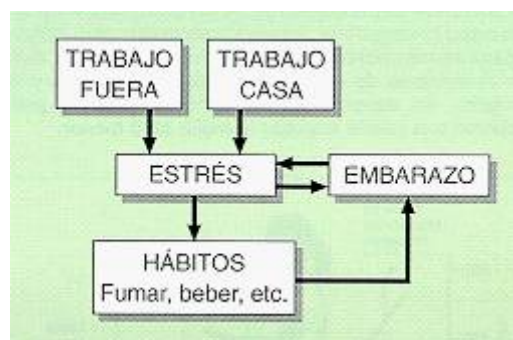 TRABAJO
FUERA
TRABAJO
CASA
ESTRÉS
EMBARAZO
HÁBITOS
Fumar, beber, etc.